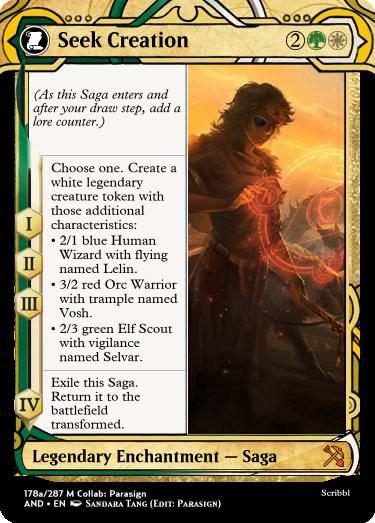 Seek Creation 2
(As this Saga enters and
after your draw step, add a
lore counter.)
I
II
III
Choose one. Create a
white legendary
creature token with
those additional
characteristics:
• 2/1 blue Human
Wizard with flying
named Lelin.
• 3/2 red Orc Warrior
with trample named
Vosh.
• 2/3 green Elf Scout
with vigilance
named Selvar.
IV
Exile this Saga.
Return it to the
battlefield
transformed.
Legendary Enchantment — Saga
178a/287 M Collab: Parasign
Scribbl
AND • EN Sandara Tang (Edit: Parasign)